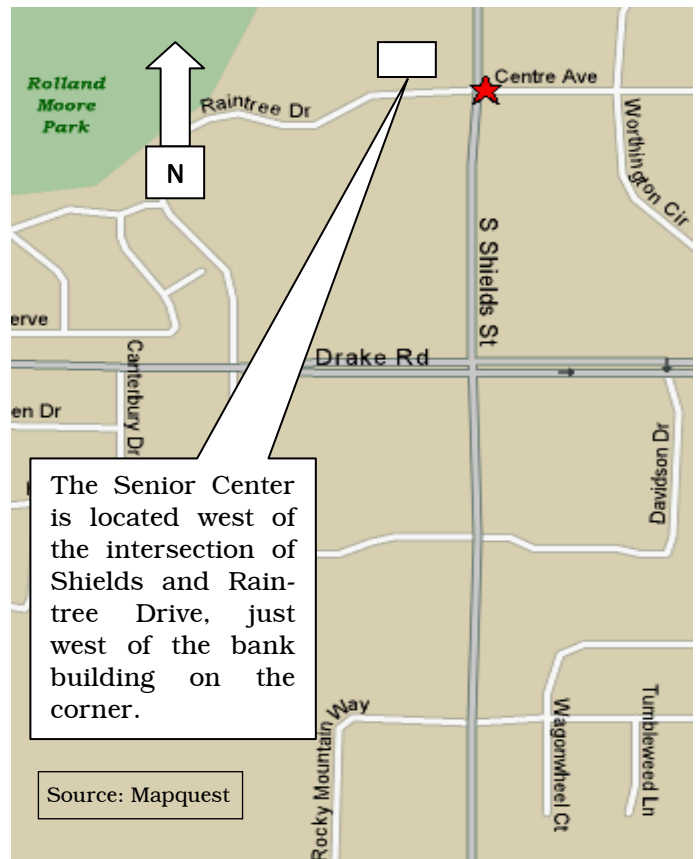 Rolland
Moore
Park
Raintree Dr
Centre Ave
N
Worthington Cir
S Shields St
erve
Drake Rd
Canterbury Dr
en Dr
Davidson Dr
The Senior Center
is located west of
the intersection of
Shields and Rain-
tree Drive, just
west of the bank
building on the
corner.
Rocky Mountain Way
Wagonwheel Ct
Tumbleweed Ln
Source: Mapquest